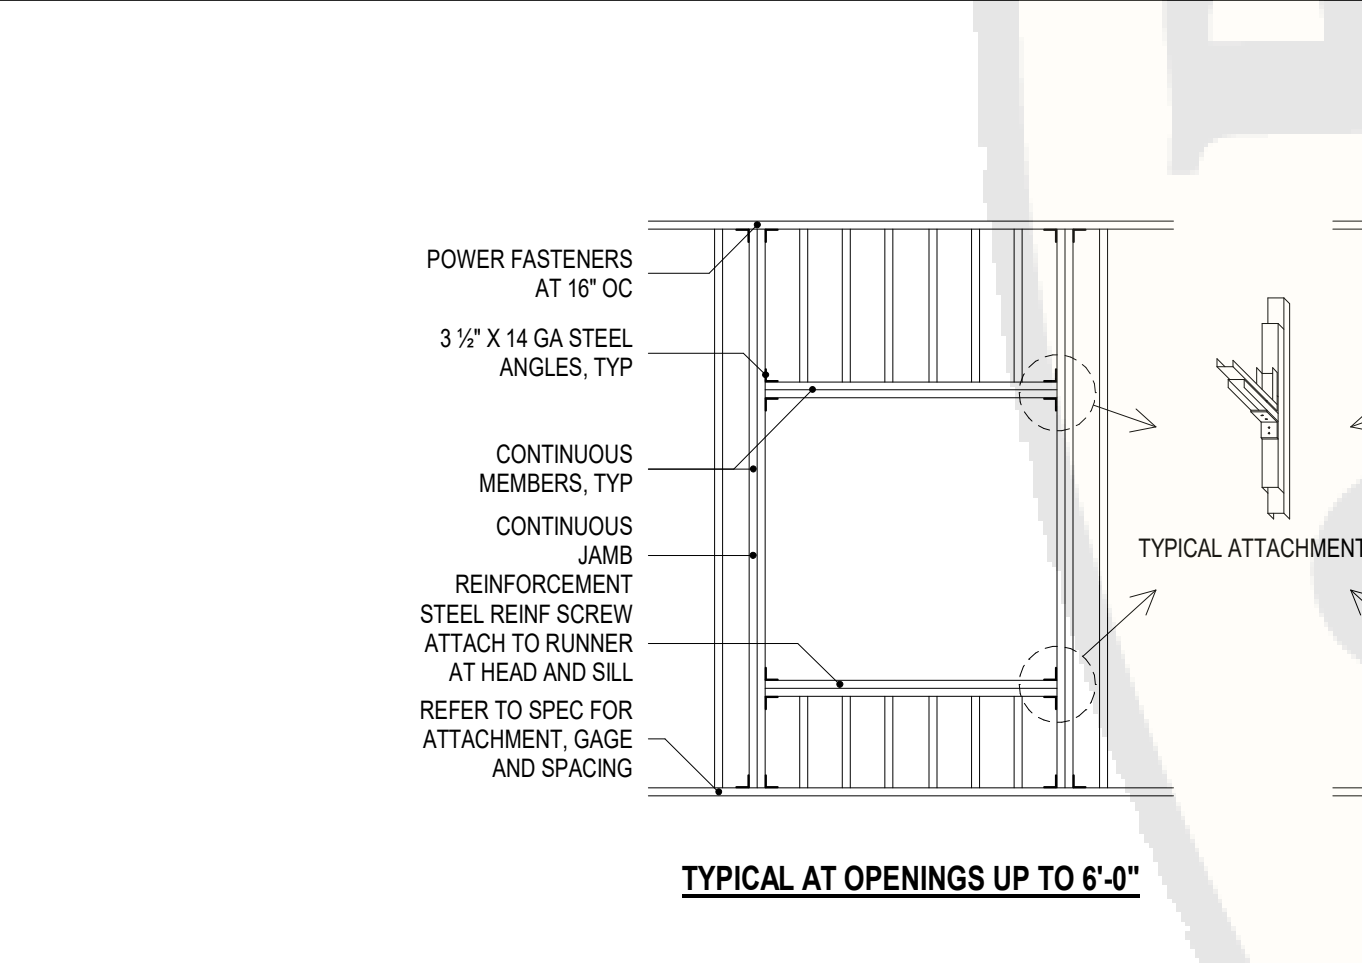 POWER FASTENERS
AT 16" OC
3 ½" X 14 GA STEEL
ANGLES, TYP
CONTINUOUS
MEMBERS, TYP
CONTINUOUS
JAMB
REINFORCEMENT
STEEL REINF SCREW
ATTACH TO RUNNER
AT HEAD AND SILL
REFER TO SPEC FOR
ATTACHMENT, GAGE
AND SPACING
TYPICAL ATTACHMENT
TYPICAL AT OPENINGS UP TO 6'-0"